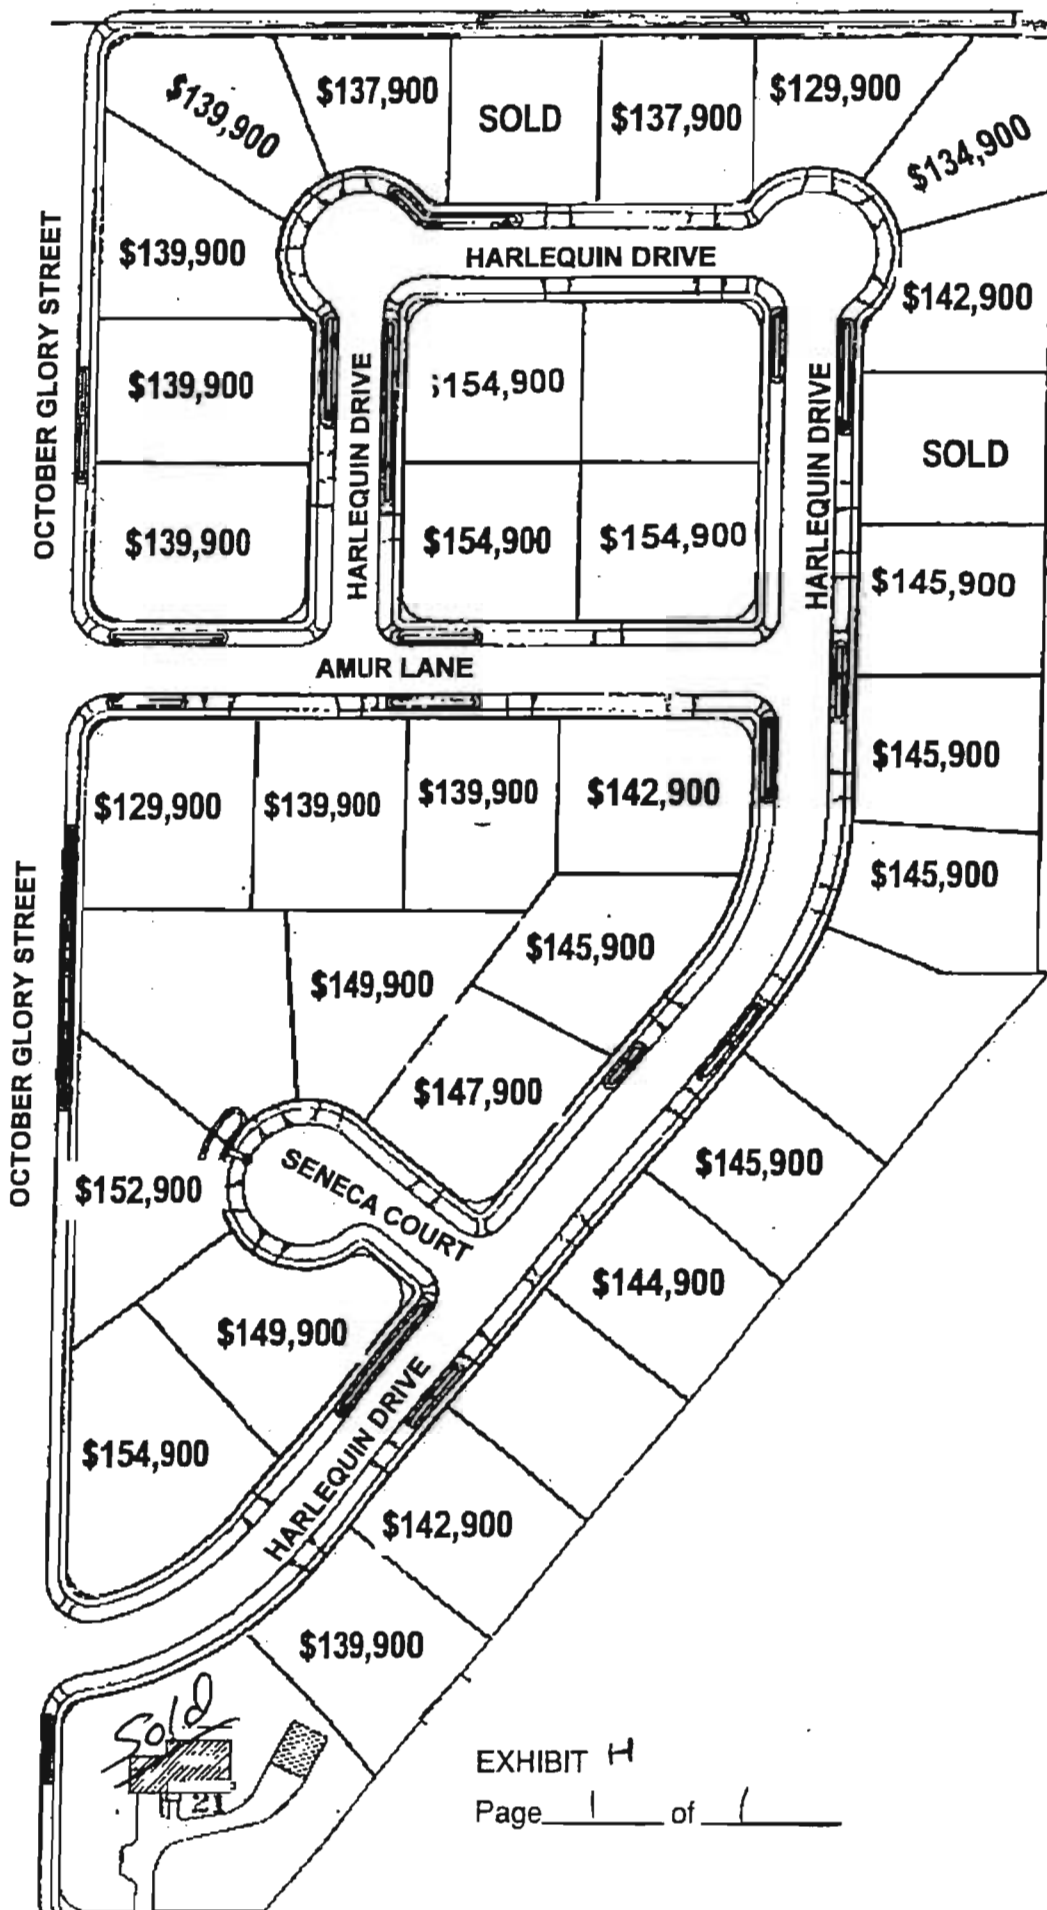 $139,900
$137,900
SOLD
$137,900
$129,900
$134,900
OCTOBER GLORY STREET
$139,900
HARLEQUIN DRIVE
$142,900
$139,900
HARLEQUIN DRIVE
$154,900
HARLEQUIN DRIVE
SOLD
$139,900
$154,900
$154,900
$145,900
AMUR LANE
$129,900
$139,900
$139,900
$142,900
$145,900
$145,900
OCTOBER GLORY STREET
$149,900
$145,900
$147,900
$152,900
SENECA COURT
$145,900
$149,900
$144,900
$154,900
HARLEQUIN DRIVE
$142,900
$139,900
Sold
21
EXHIBIT H
Page 1 of 1